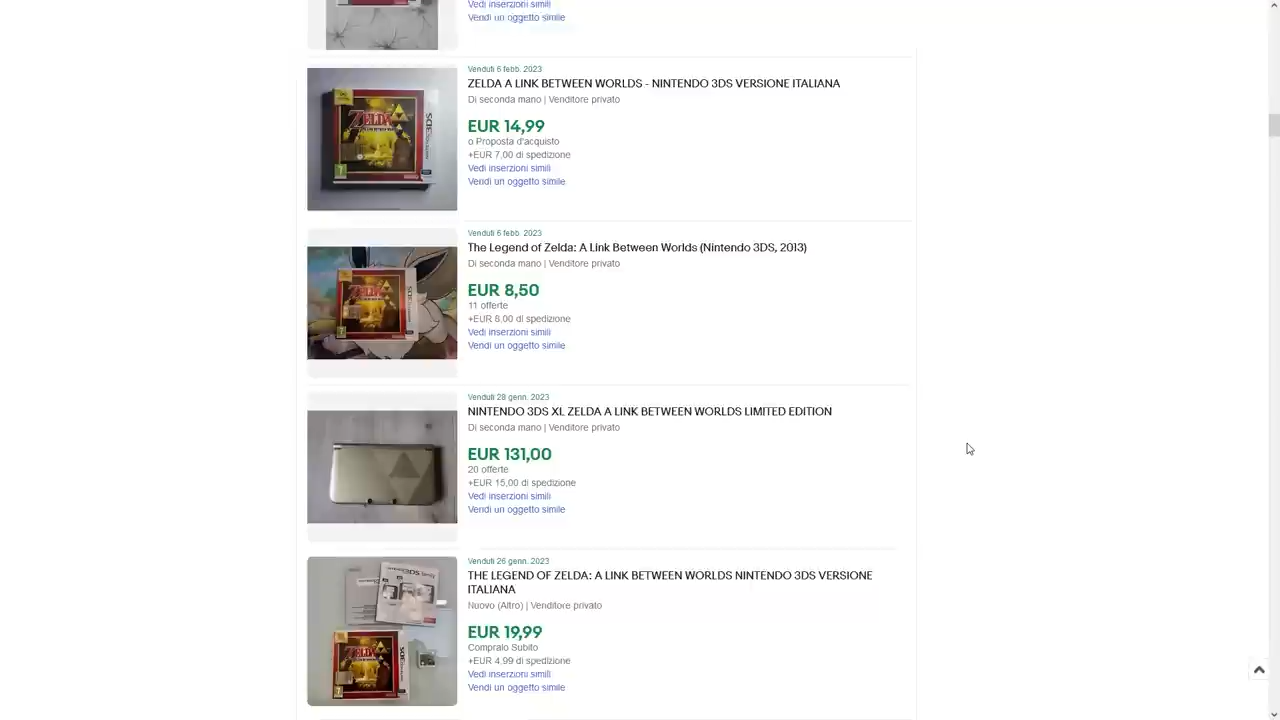 Vedi inserzioni simili
Vendi un oggetto simile
Venduti 6 febb. 2023
ZELDA A LINK BETWEEN WORLDS - NINTENDO 3DS VERSIONE ITALIANA
Di seconda mano | Venditore privato
EUR 14,99
o Proposta d'acquisto
+EUR 7,00 di spedizione
Vedi inserzioni simili
Vendi un oggetto simile
Venduti 6 febb. 2023
The Legend of Zelda: A Link Between Worlds (Nintendo 3DS, 2013)
Di seconda mano | Venditore privato
EUR 8,50
11 offerte
+EUR 8,00 di spedizione
Vedi inserzioni simili
Vendi un oggetto simile
Venduti 28 genn. 2023
NINTENDO 3DS XL ZELDA A LINK BETWEEN WORLDS LIMITED EDITION
Di seconda mano | Venditore privato
EUR 131,00
20 offerte
+EUR 15,00 di spedizione
Vedi inserzioni simili
Vendi un oggetto simile
Venduti 26 genn. 2023
THE LEGEND OF ZELDA: A LINK BETWEEN WORLDS NINTENDO 3DS VERSIONE
ITALIANA
Nuovo (Altro) | Venditore privato
EUR 19,99
Compralo Subito
+EUR 4,99 di spedizione
Vedi inserzioni simili
Vendi un oggetto simile